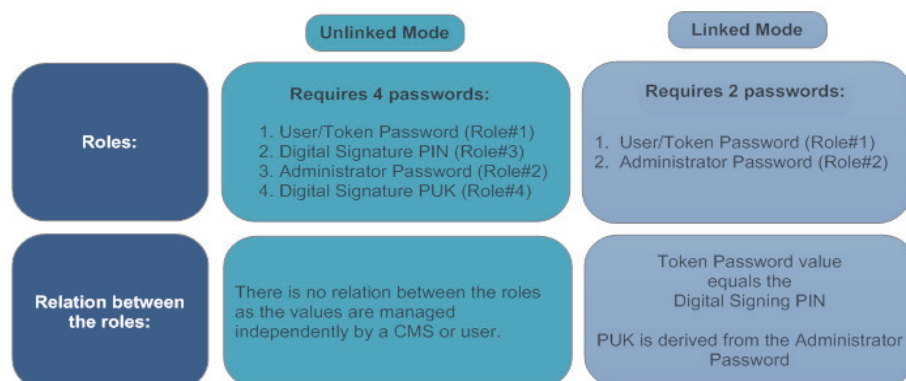 Unlinked Mode
Linked Mode
Roles:
Requires 4 passwords:
1. User/Token Password (Role#1)
2. Digital Signature PIN (Role#3)
3. Administrator Password (Role#2)
4. Digital Signature PUK (Role#4)
Requires 2 passwords:
1. User/Token Password (Role#1)
2. Administrator Password (Role#2)
Relation between
the roles:
There is no relation between the roles
as the values are managed
independently by a CMS or user.
Token Password value
equals the
Digital Signing PIN
PUK is derived from the Administrator
Password